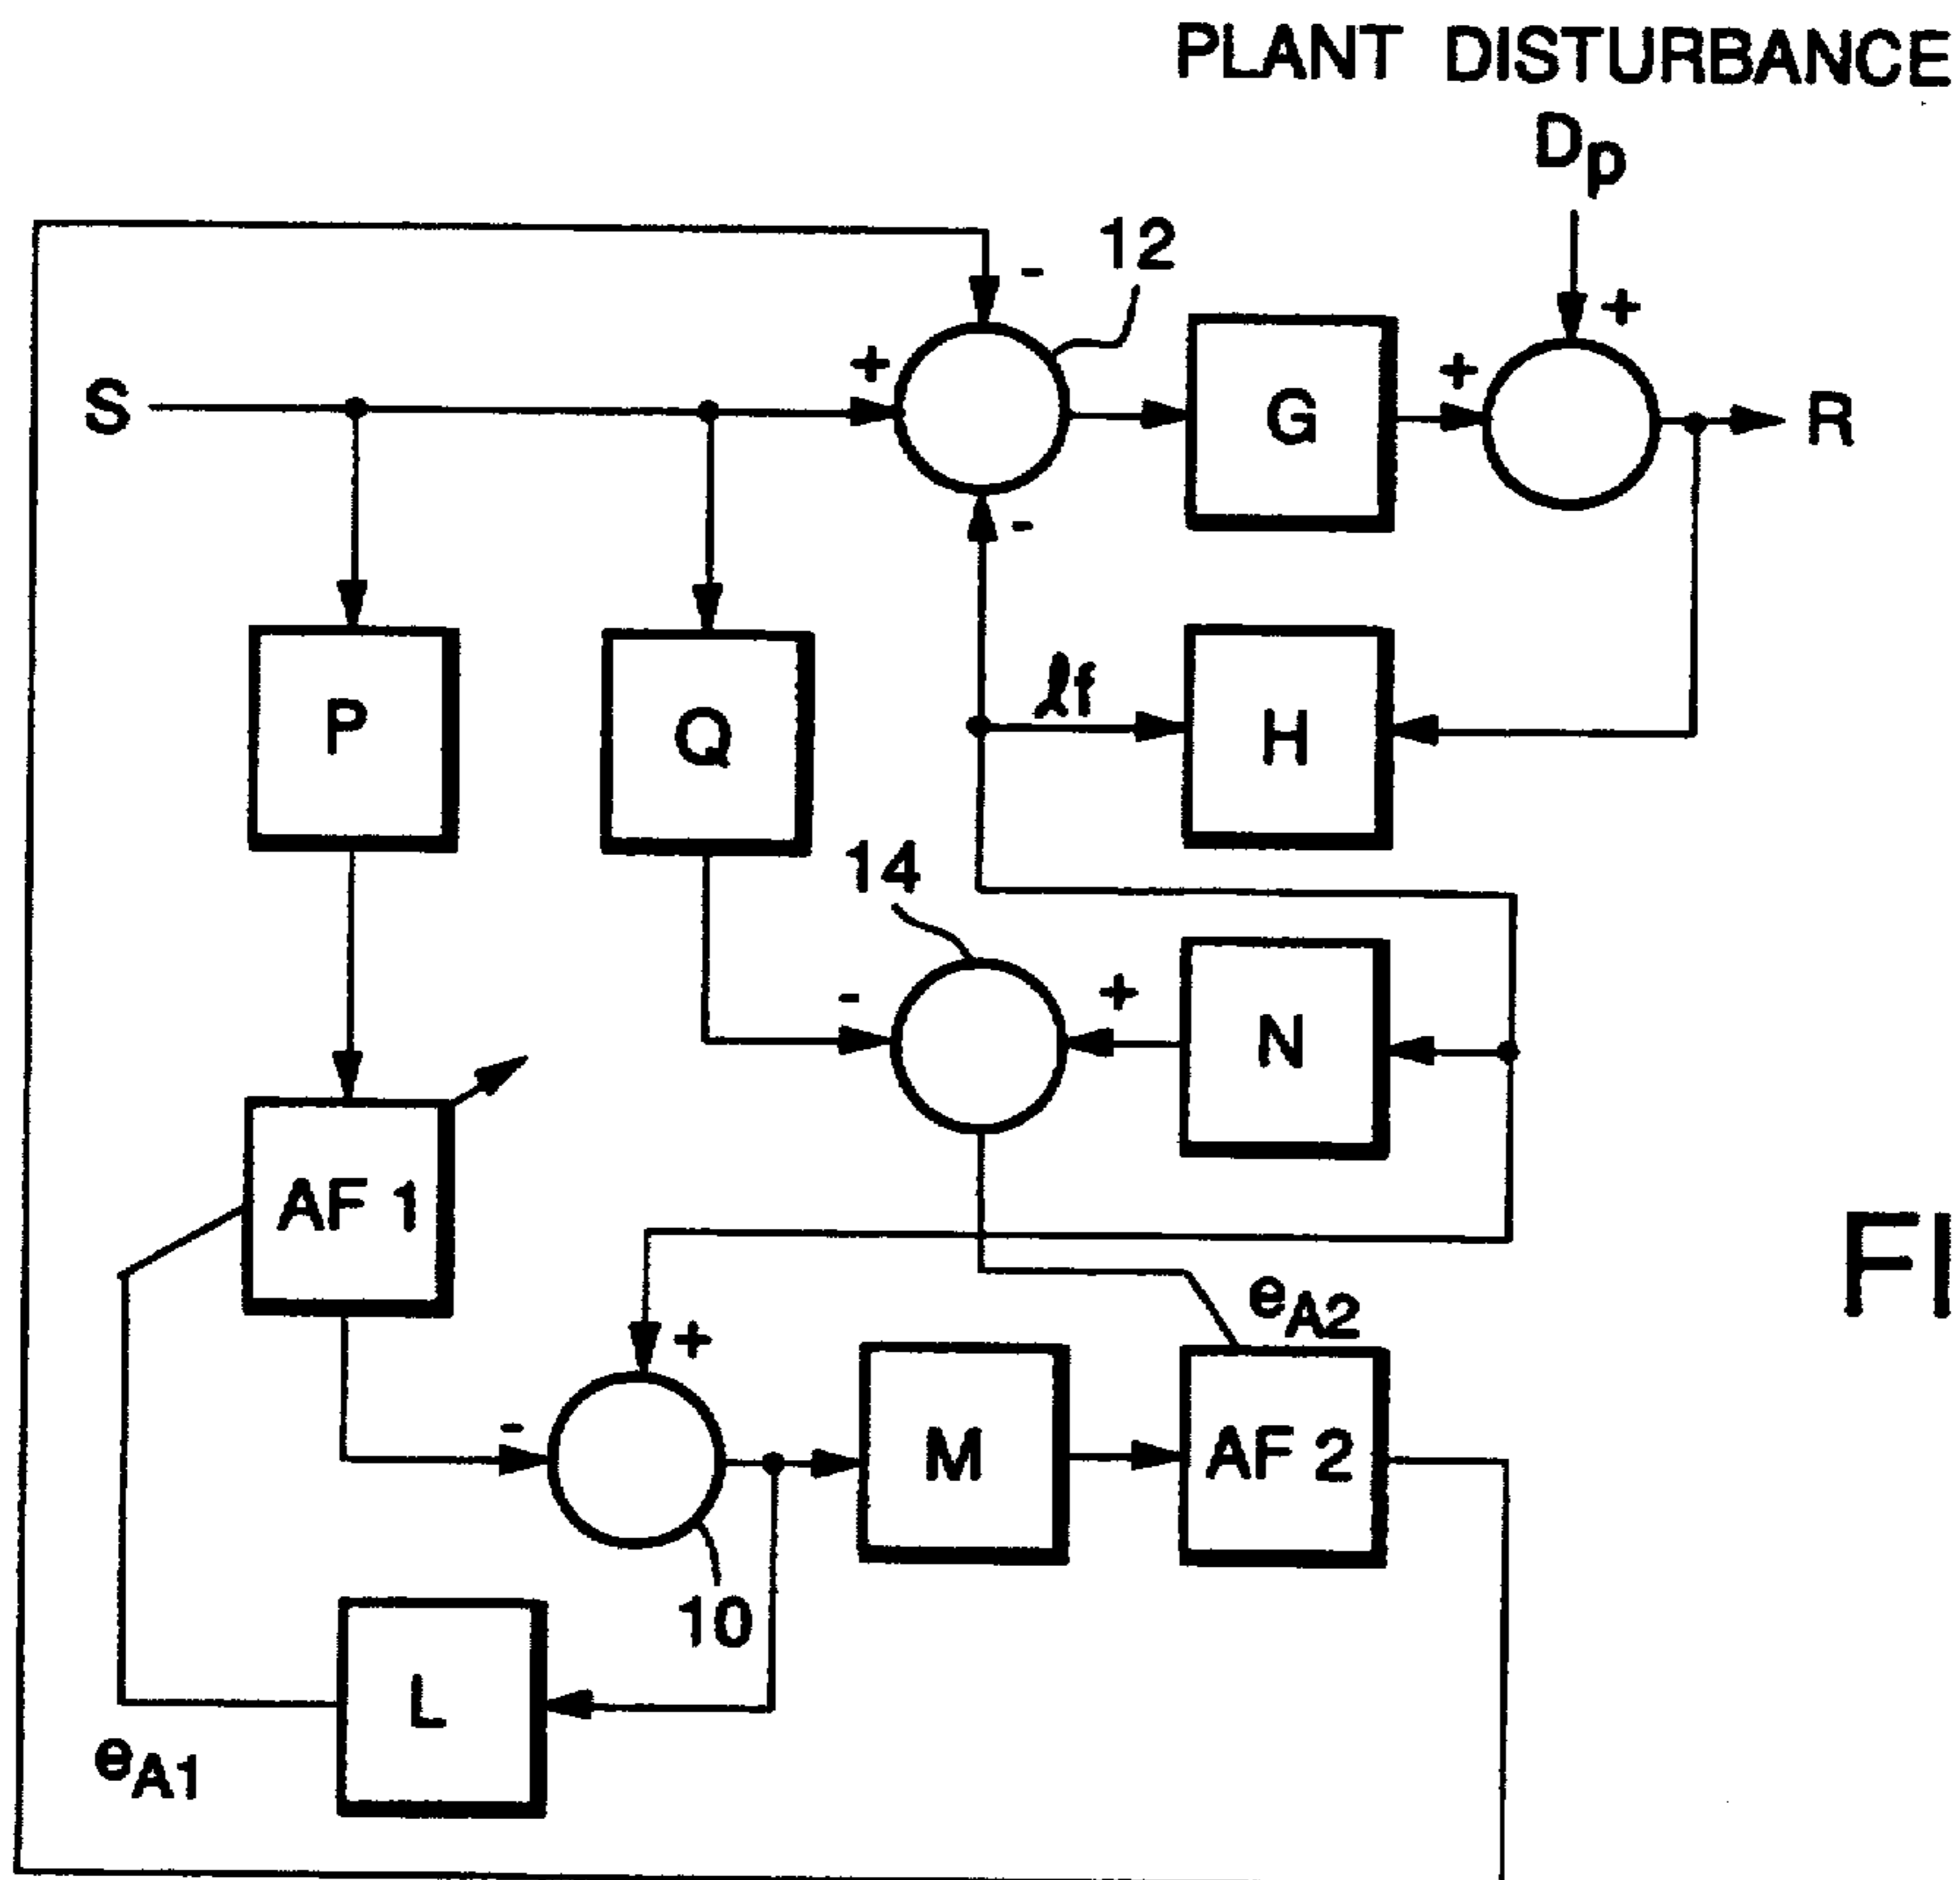 PLANT DISTURBANCE
Dp
12
-
+
+
+
S
G
R
-
ℓf
P
Q
H
14
-
+
N
AF 1
eA2
+
-
M
AF 2
10
L
eA1
FI